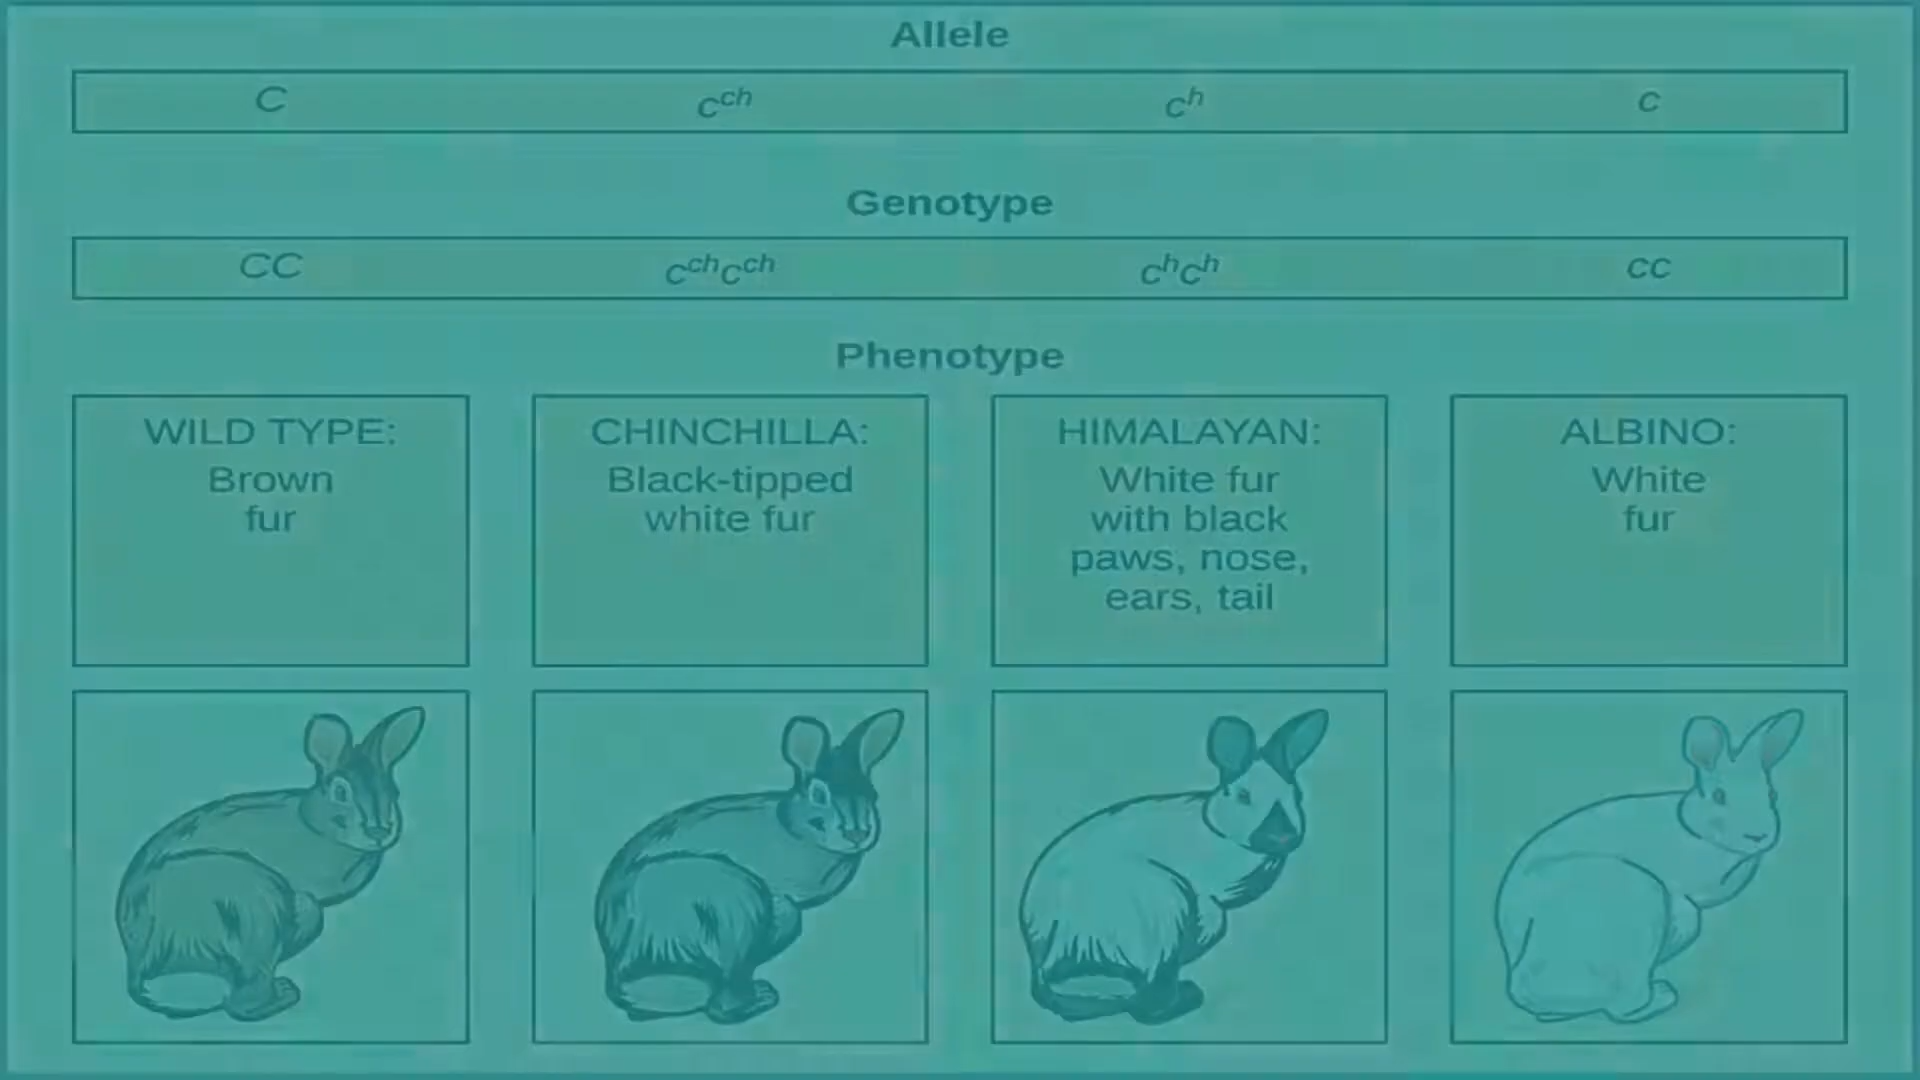 Allele
C c^ch c^h c
Genotype
CC c^chc^ch c^hc^h cc
Phenotype
WILD TYPE:
Brown
fur
CHINCHILLA:
Black-tipped
white fur
HIMALAYAN:
White fur
with black
paws, nose,
ears, tail
ALBINO:
White
fur